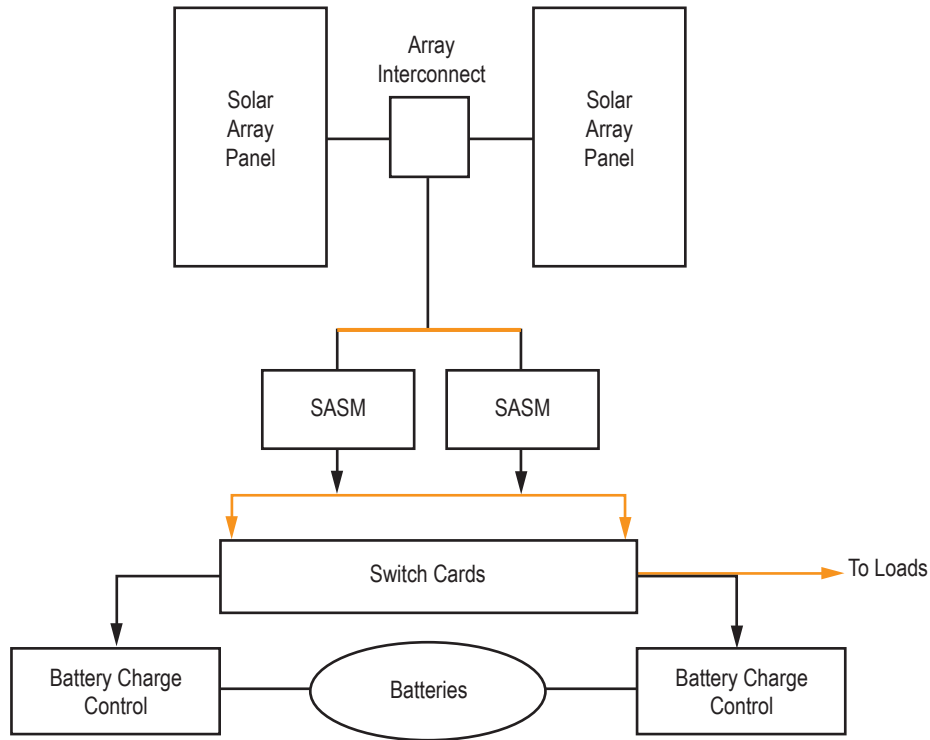 Array
Interconnect
Solar
Array
Panel
Solar
Array
Panel
SASM
SASM
Switch Cards
To Loads
Battery Charge
Control
Batteries
Battery Charge
Control